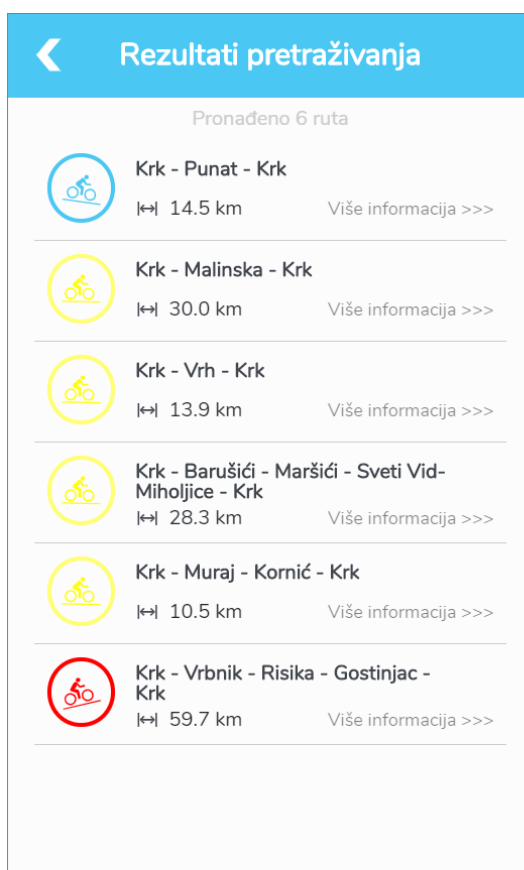 Rezultati pretraživanja
Pronađeno 6 ruta
Krk - Punat - Krk
14.5 km Više informacija >>>
Krk - Malinska - Krk
30.0 km Više informacija >>>
Krk - Vrh - Krk
13.9 km Više informacija >>>
Krk - Barušići - Maršići - Sveti Vid-
Miholjice - Krk
28.3 km Više informacija >>>
Krk - Muraj - Kornić - Krk
10.5 km Više informacija >>>
Krk - Vrbnik - Risika - Gostinjac -
Krk
59.7 km Više informacija >>>